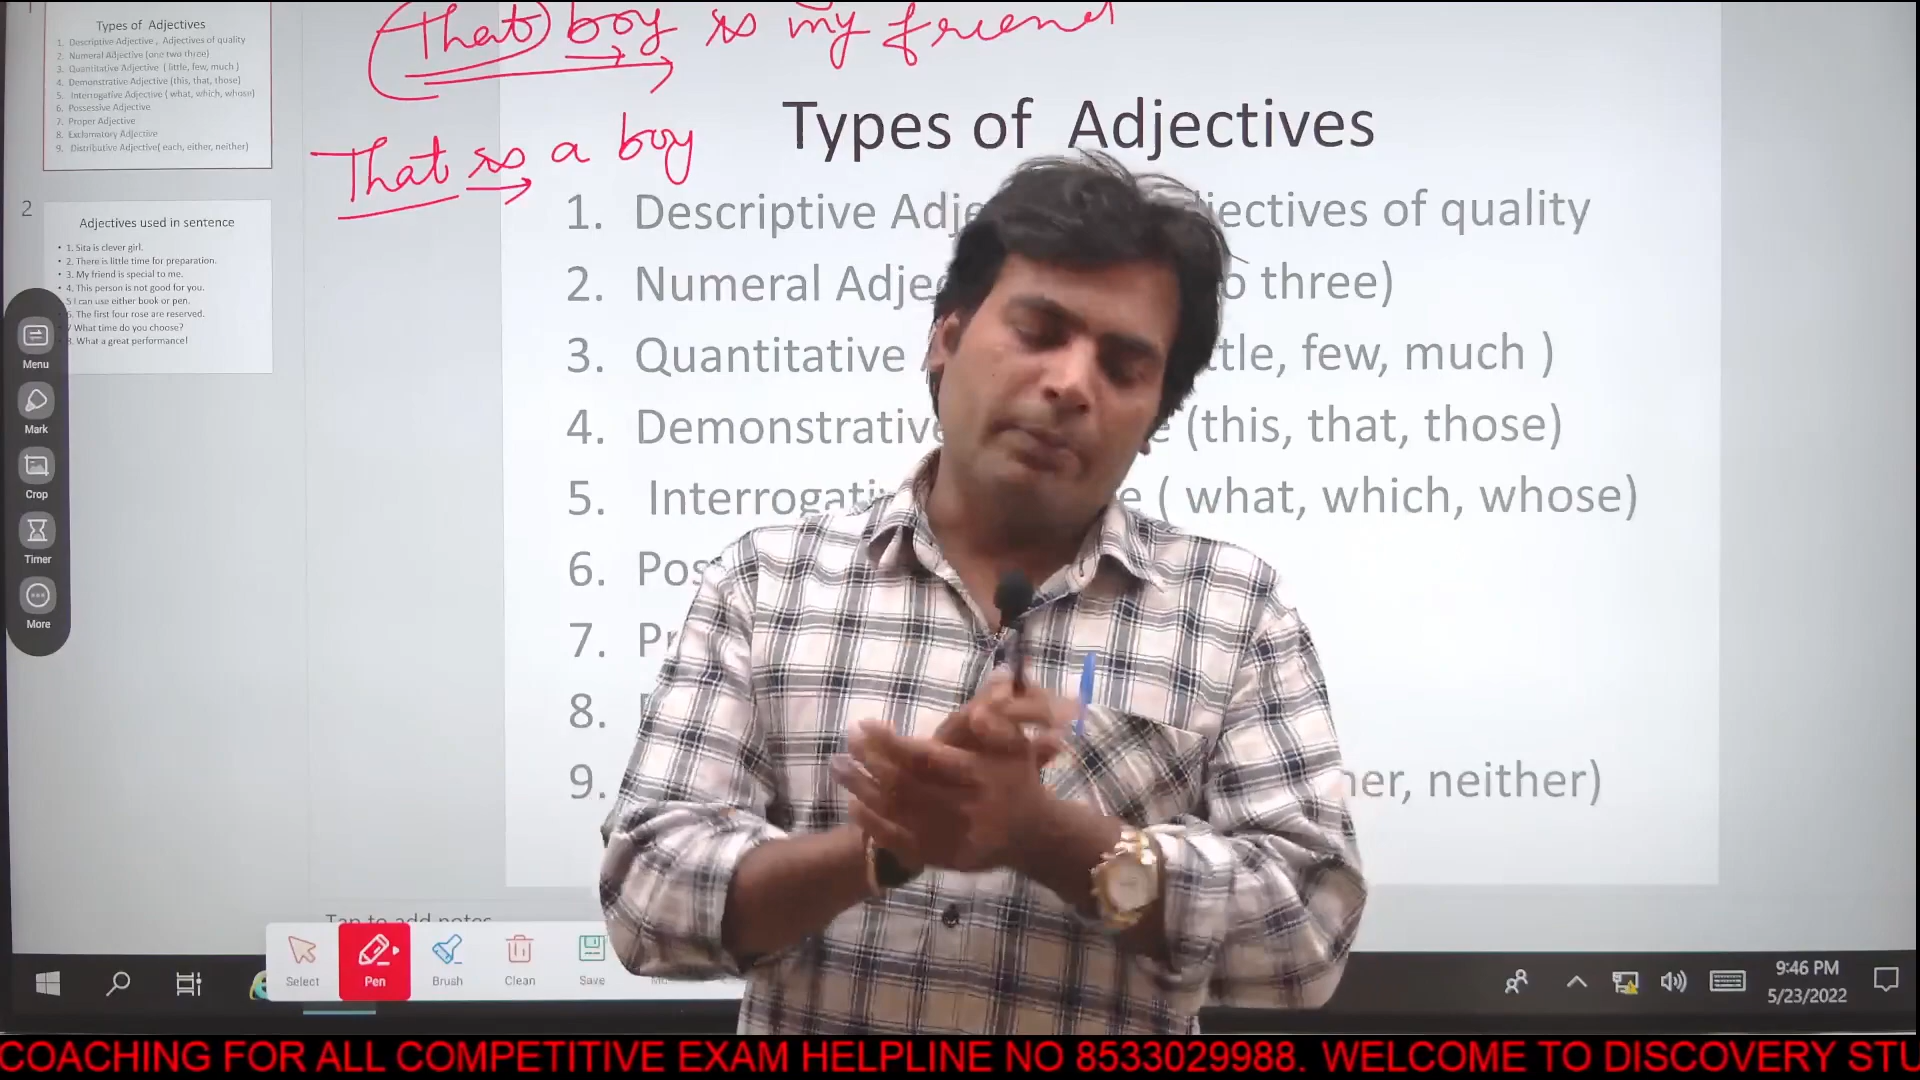 That boy is my friend
That is a boy
Types of Adjectives
1. Descriptive Adje jectives of quality
2. Numeral Adje o three)
3. Quantitative ttle, few, much )
4. Demonstrative e (this, that, those)
5. Interrogati e ( what, which, whose)
6. Pos
7. Pr
8.
9. her, neither)
1
Types of Adjectives
1. Descriptive Adjective , Adjectives of quality
2. Numeral Adjective (one two three)
3. Quantitative Adjective ( little, few, much )
4. Demonstrative Adjective (this, that, those)
5. Interrogative Adjective ( what, which, whose)
6. Possessive Adjective
7. Proper Adjective
8. Exclamatory Adjective
9. Distributive Adjective( each, either, neither)
2
Adjectives used in sentence
• 1. Sita is clever girl.
• 2. There is little time for preparation.
• 3. My friend is special to me.
• 4. This person is not good for you.
5 I can use either book or pen.
6. The first four rose are reserved.
7 What time do you choose?
8. What a great performance!
Menu
Mark
Crop
Timer
More
Tap to add notes
Select Pen Brush Clean Save
9:46 PM
5/23/2022
COACHING FOR ALL COMPETITIVE EXAM HELPLINE NO 8533029988. WELCOME TO DISCOVERY STU